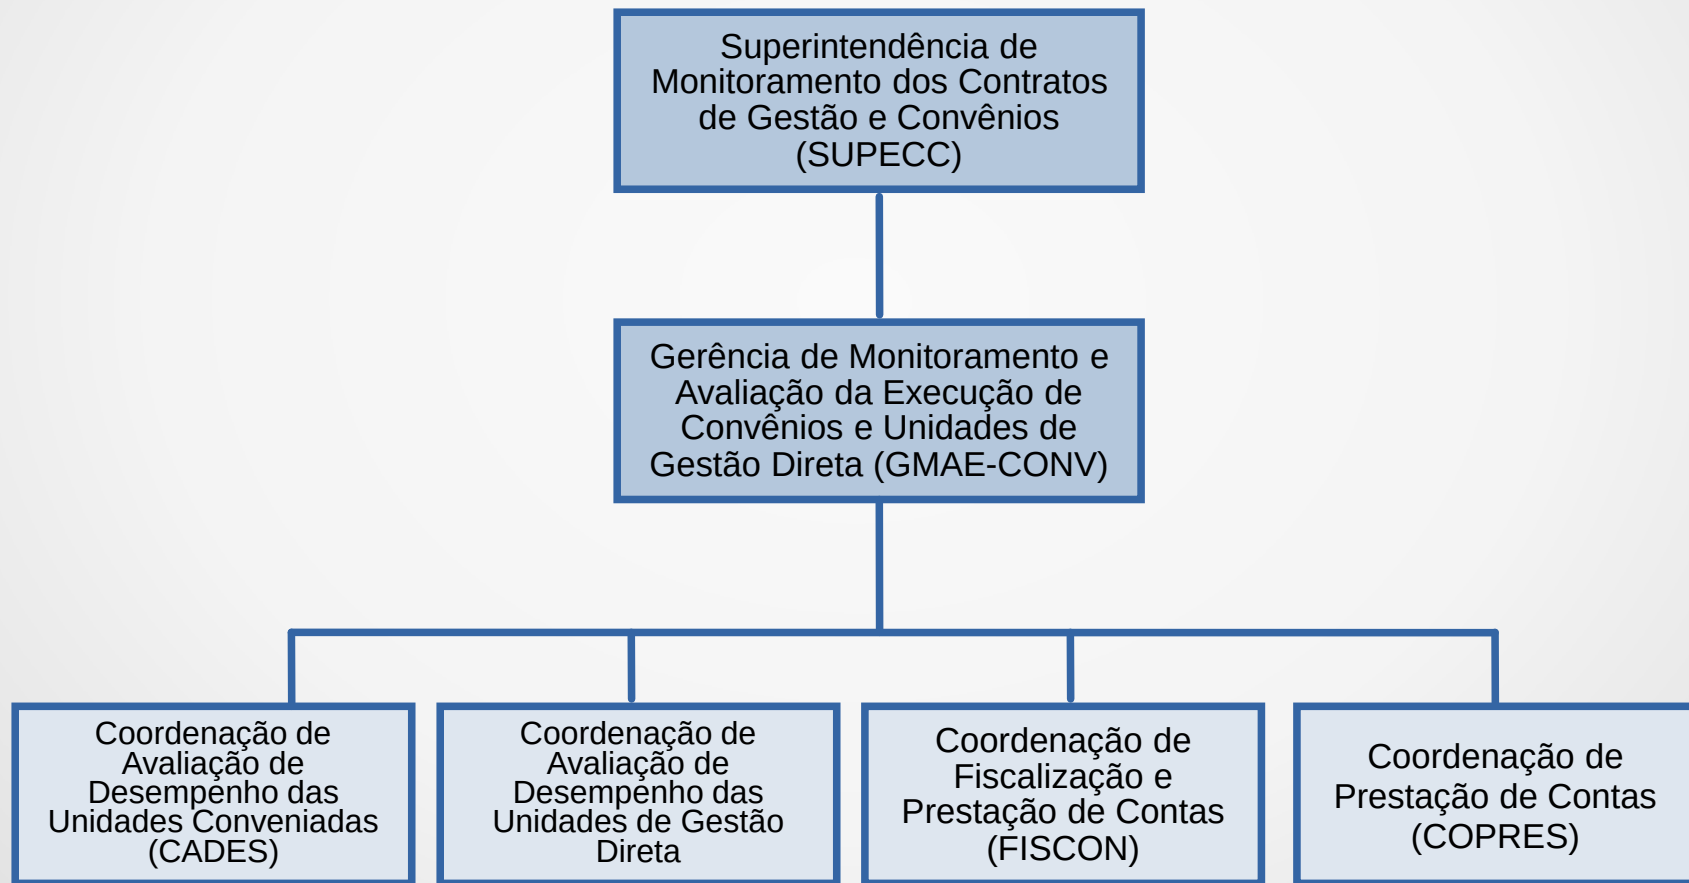 Superintendência de
Monitoramento dos Contratos
de Gestão e Convênios
(SUPECC)
Gerência de Monitoramento e
Avaliação da Execução de
Convênios e Unidades de
Gestão Direta (GMAE-CONV)
Coordenação de
Avaliação de
Desempenho das
Unidades Conveniadas
(CADES)
Coordenação de
Avaliação de
Desempenho das
Unidades de Gestão
Direta
Coordenação de
Fiscalização e
Prestação de Contas
(FISCON)
Coordenação de
Prestação de Contas
(COPRES)